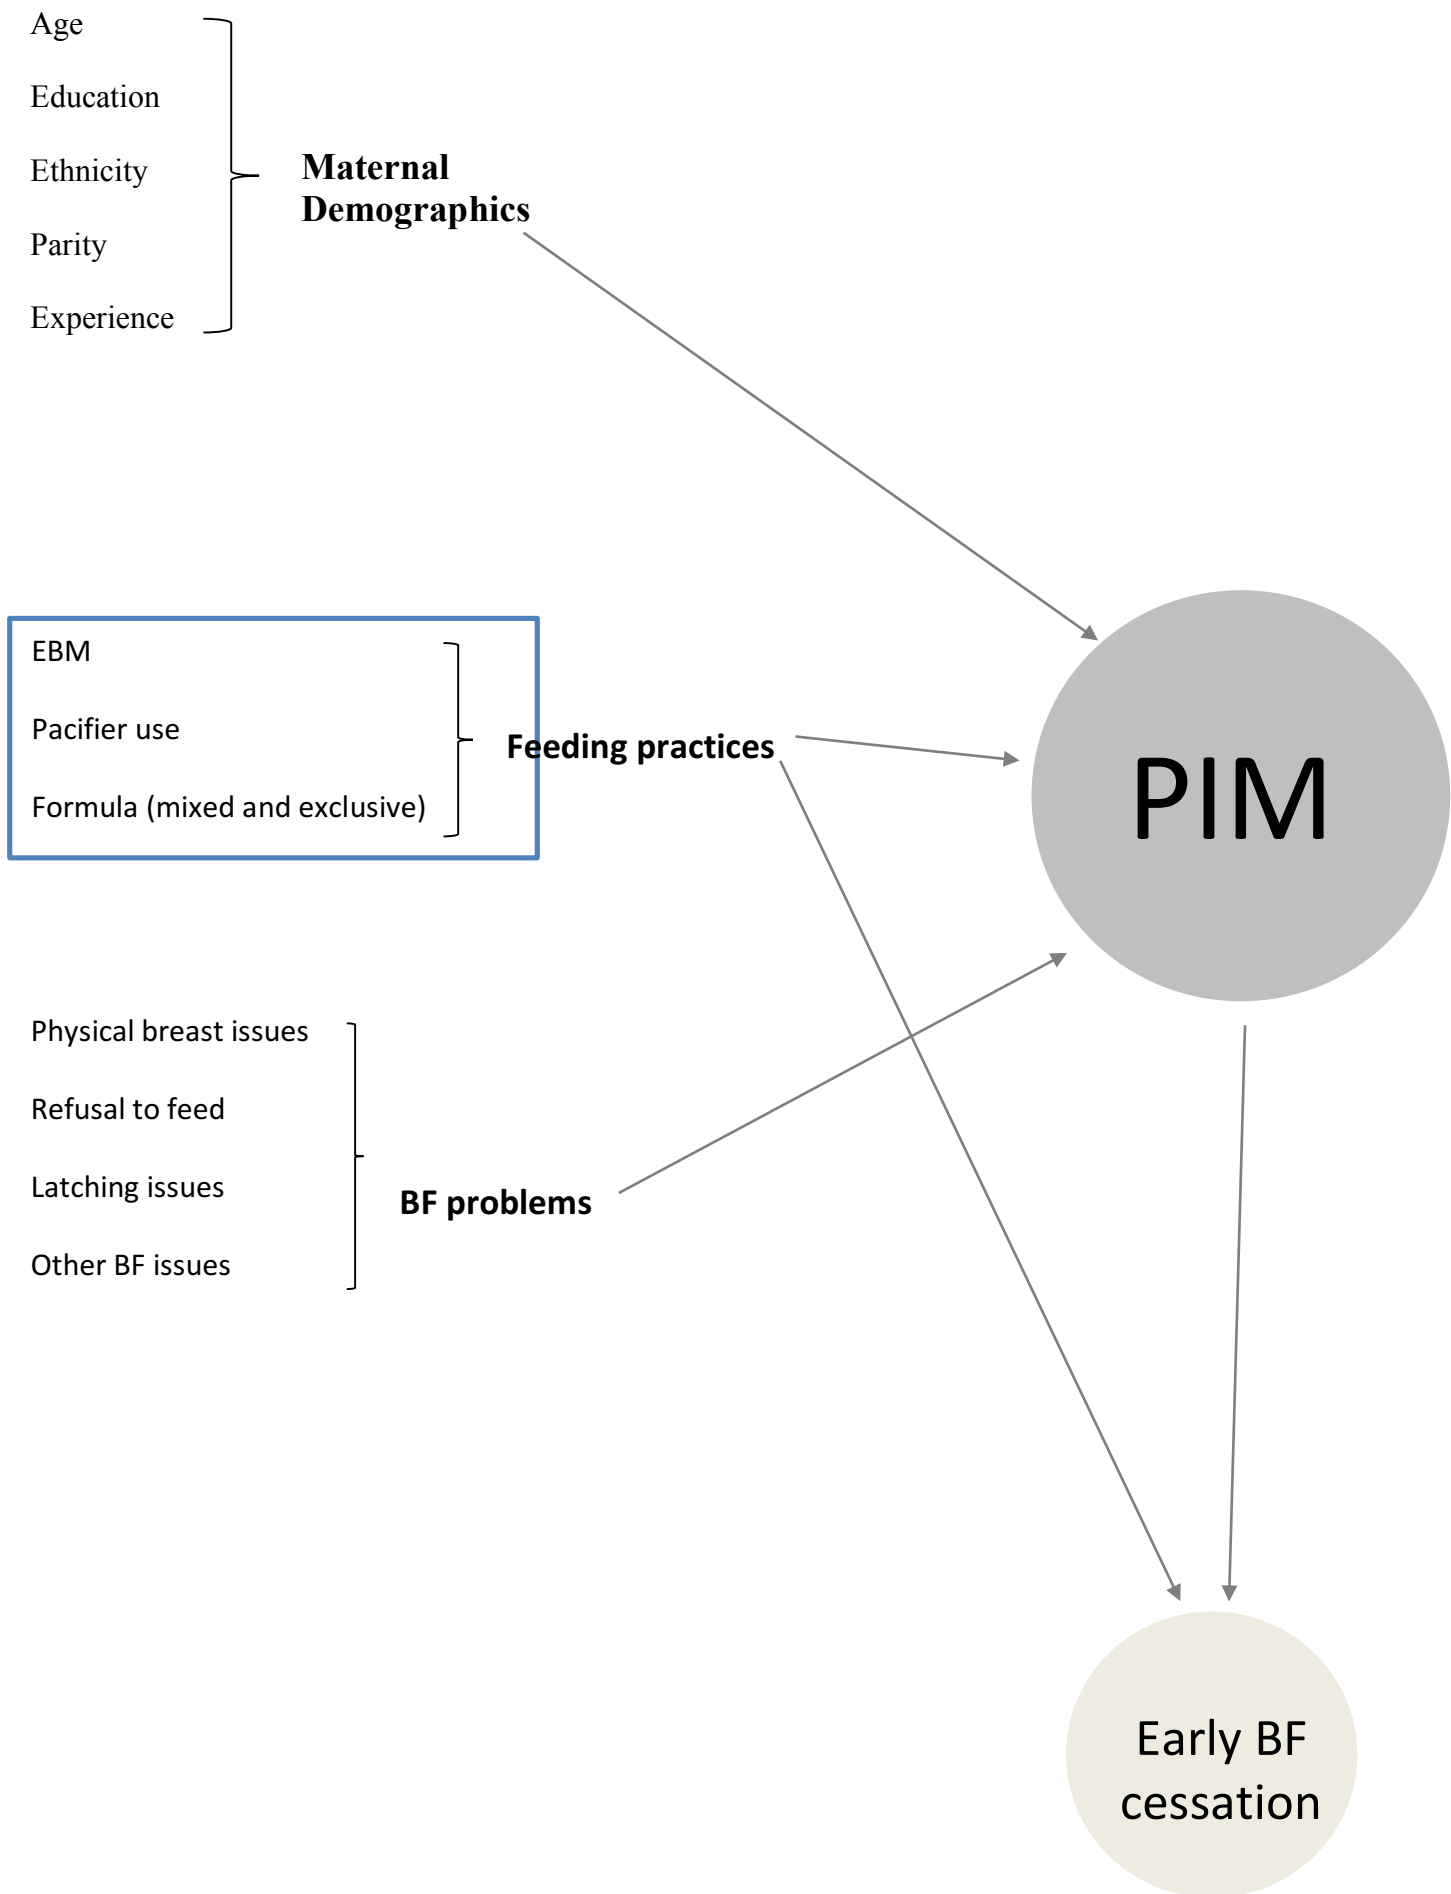 Age
Education
Ethnicity
Parity
Experience
Maternal
Demographics
EBM
Pacifier use
Formula (mixed and exclusive)
Feeding practices
PIM
Physical breast issues
Refusal to feed
Latching issues
Other BF issues
BF problems
Early BF
cessation